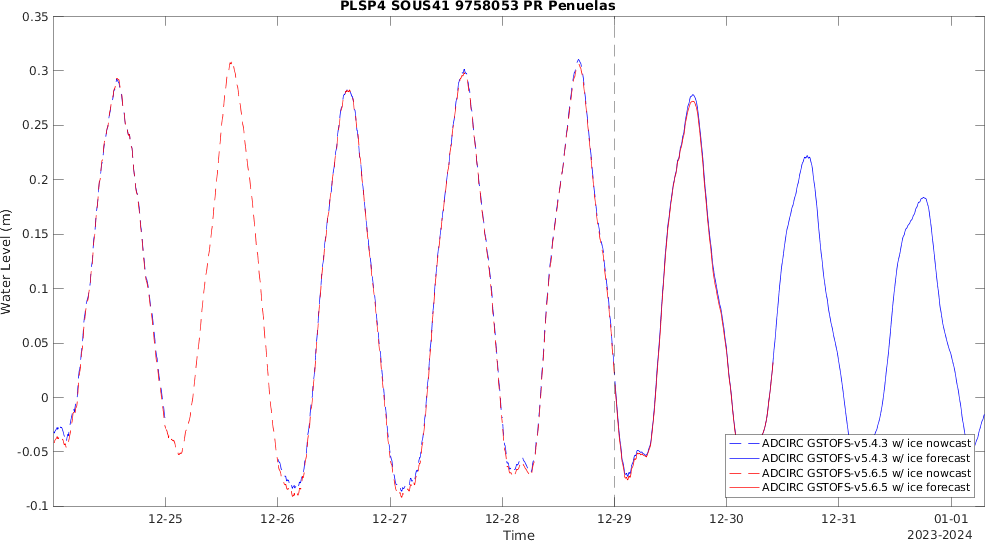 PLSP4 SOUS41 9758053 PR Penuelas
0.35
0.3
0.25
0.2
0.15
0.1
0.05
0
-0.05
-0.1
Water Level (m)
12-25
12-26
12-27
12-28
12-29
12-30
12-31
01-01
Time
2023-2024
ADCIRC GSTOFS-v5.4.3 w/ ice nowcast
ADCIRC GSTOFS-v5.4.3 w/ ice forecast
ADCIRC GSTOFS-v5.6.5 w/ ice nowcast
ADCIRC GSTOFS-v5.6.5 w/ ice forecast